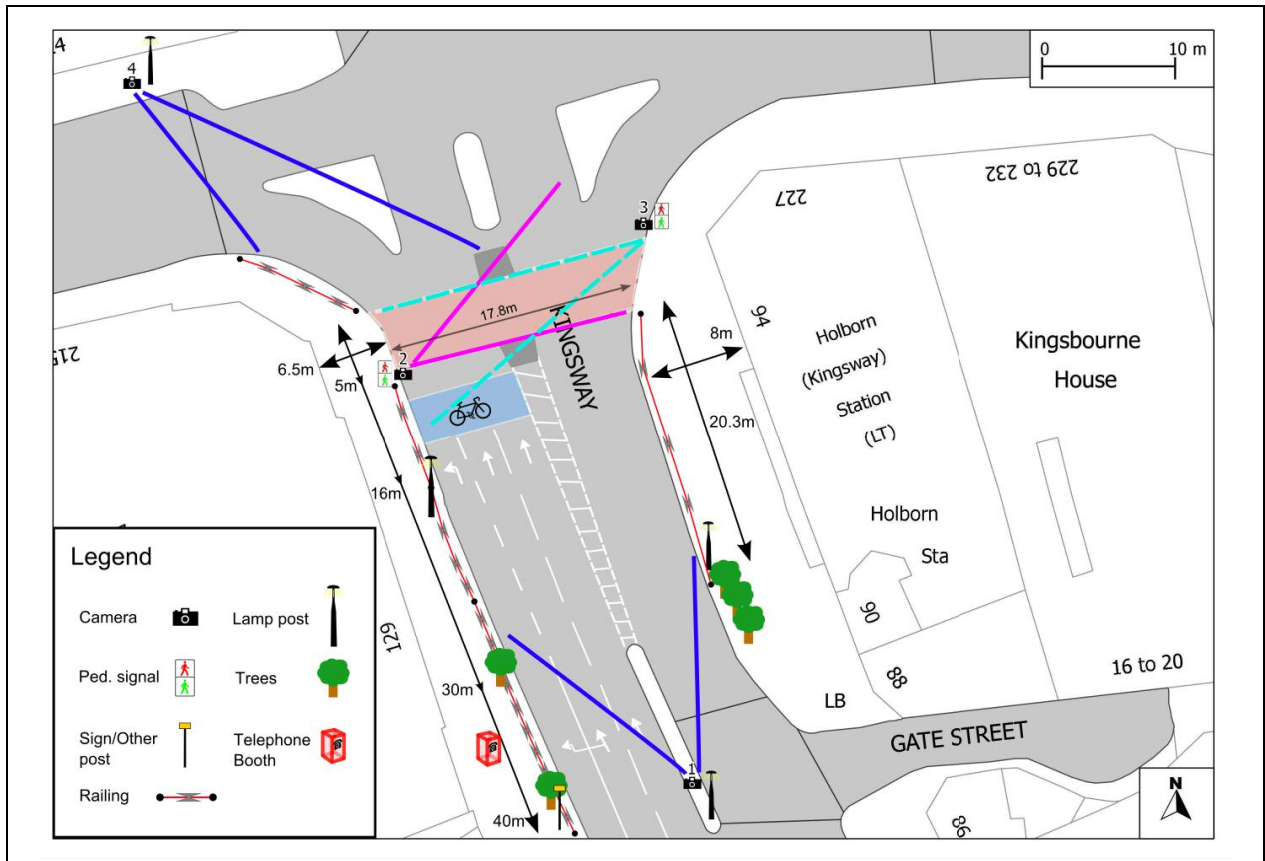 4
4
0 10 m
227
229 to 232
3
17.8m
KINGSWAY
94
Holborn
(Kingsway)
Station
(LT)
Kingsbourne
House
8m
2
6.5m
5m
20.3m
16m
Holborn
Sta
90
88
LB
16 to 20
GATE STREET
129
30m
1
40m
86
N
Legend
Camera
Lamp post
Ped. signal
Trees
Sign/Other
post
Telephone
Booth
Railing